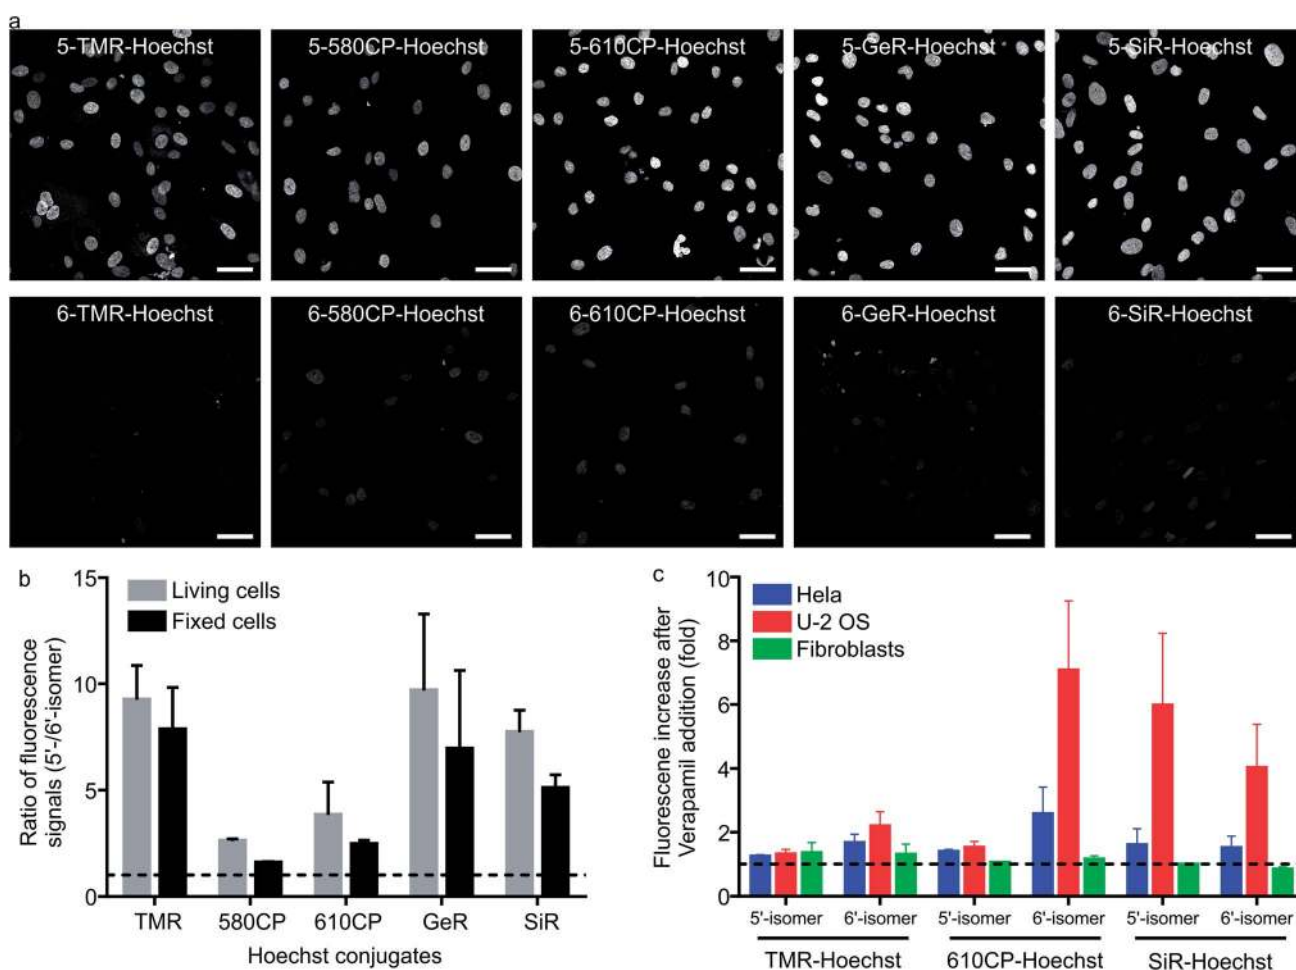 a
5-TMR-Hoechst
5-580CP-Hoechst
5-610CP-Hoechst
5-GeR-Hoechst
5-SiR-Hoechst
6-TMR-Hoechst
6-580CP-Hoechst
6-610CP-Hoechst
6-GeR-Hoechst
6-SiR-Hoechst
b
Ratio of fluorescence
signals (5'-/6'-isomer)
15
10
5
0
Living cells
Fixed cells
TMR
580CP
610CP
GeR
SiR
Hoechst conjugates
c
Fluorescene increase after
Verapamil addition (fold)
10
8
6
4
2
0
Hela
U-2 OS
Fibroblasts
5'-isomer
6'-isomer
5'-isomer
6'-isomer
5'-isomer
6'-isomer
TMR-Hoechst
610CP-Hoechst
SiR-Hoechst